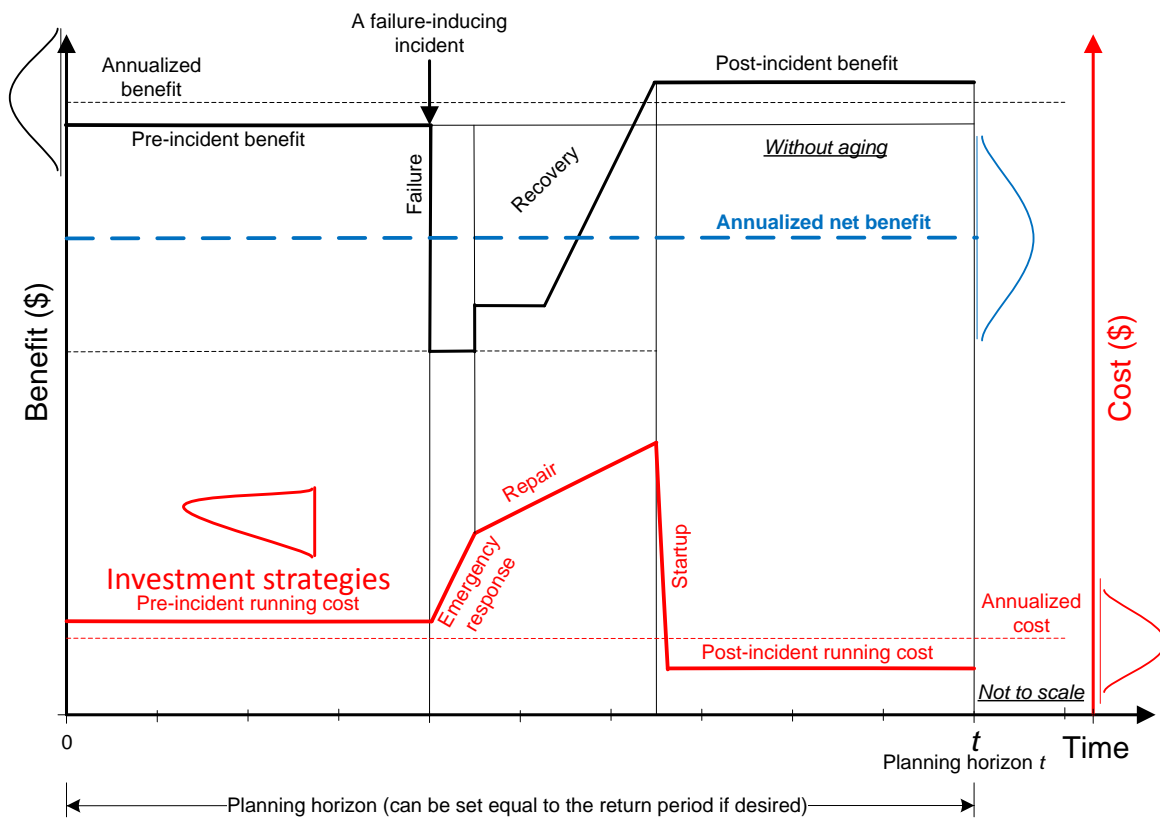 A failure-inducing
incident
Annualized
benefit
Post-incident benefit
Pre-incident benefit
Without aging
Failure
Recovery
Annualized net benefit
Benefit ($)
Cost ($)
Repair
Investment strategies
Pre-incident running cost
Emergency
response
Startup
Annualized
cost
Post-incident running cost
Not to scale
0
t
Time
Planning horizon t
Planning horizon (can be set equal to the return period if desired)